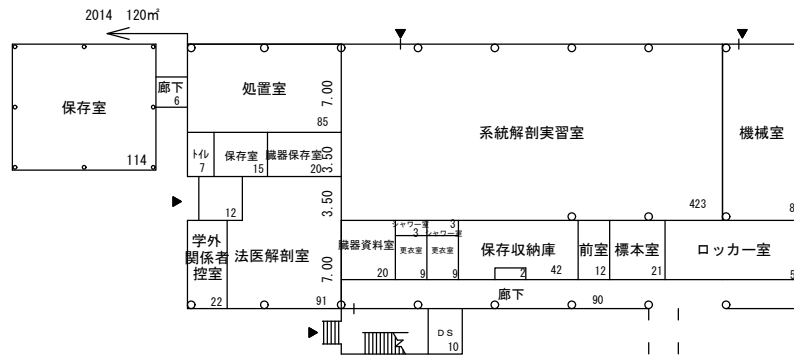 2014 120㎡
保存室
114
廊下
6
処置室
85
7.00
トイレ
7
保存室
15
臓器保存室
20
3.50
系統解剖実習室
423
機械室
8
12
3.50
学外
関係者
控室
22
法医解剖室
91
7.00
臓器資料室
20
シャワー室
3
更衣室
9
シャワー室
3
更衣室
9
保存収納庫
2
42
前室
12
標本室
21
ロッカー室
5
廊下
90
DS
10